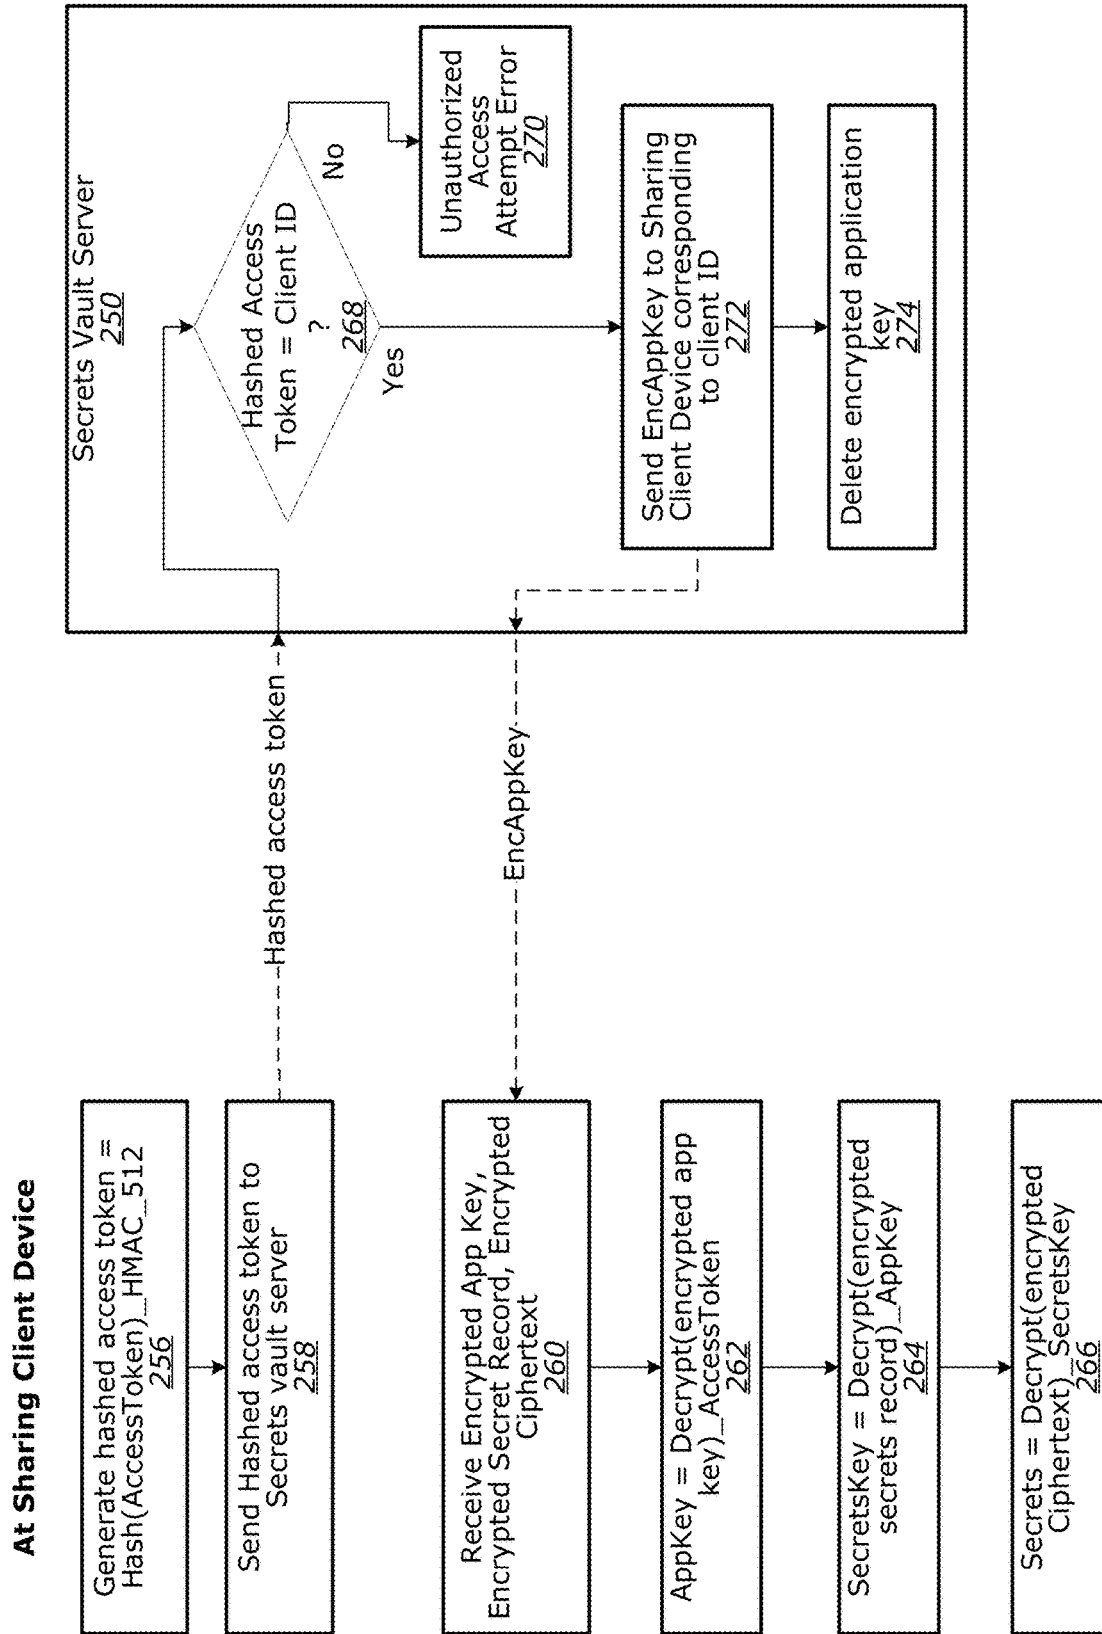 At Sharing Client Device
Generate hashed access token =
Hash(AccessToken)_HMAC_512
256
Send Hashed access token to
Secrets vault server
258
Receive Encrypted App Key,
Encrypted Secret Record, Encrypted
Ciphertext
260
AppKey = Decrypt(encrypted app
key)_AccessToken
262
SecretsKey = Decrypt(encrypted
secrets record)_AppKey
264
Secrets = Decrypt(encrypted
Ciphertext)_SecretsKey
266
Hashed access token
EncAppKey
Secrets Vault Server
250
Hashed Access
Token = Client ID
?
268
No
Yes
Unauthorized
Access
Attempt Error
270
Send EncAppKey to Sharing
Client Device corresponding
to client ID
272
Delete encrypted application
key
274